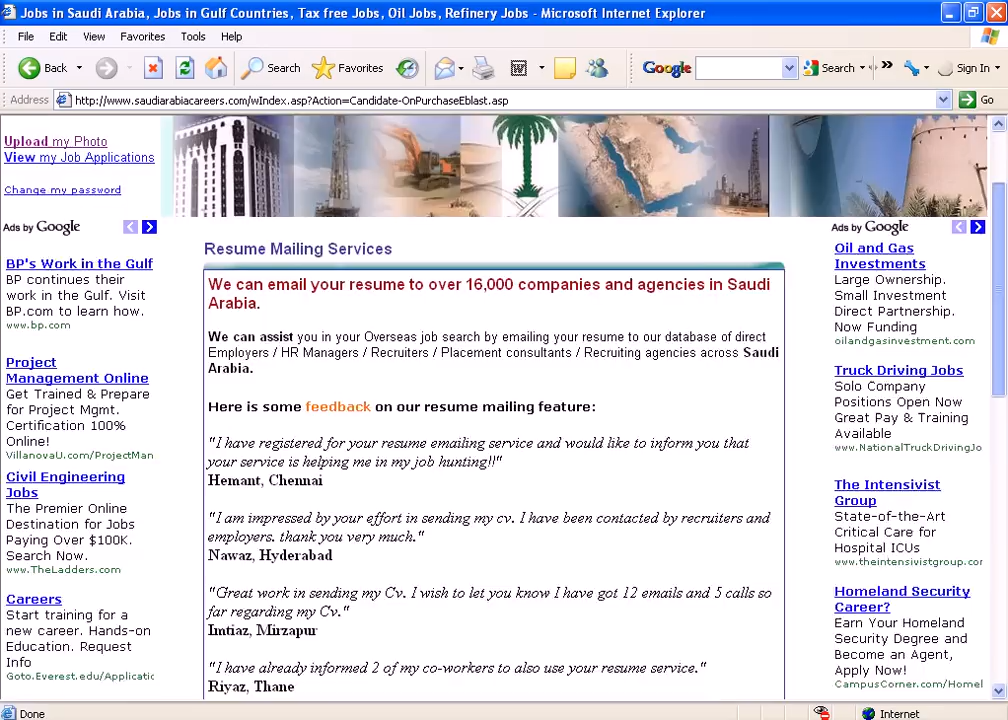 Jobs in Saudi Arabia, Jobs in Gulf Countries, Tax free Jobs, Oil Jobs, Refinery Jobs - Microsoft Internet Explorer
File Edit View Favorites Tools Help
Back Search Favorites Google Search Sign In
Address http://www.saudiarabiacareers.com/wIndex.asp?Action=Candidate-OnPurchaseEblast.asp Go
Upload my Photo
View my Job Applications
Change my password
Ads by Google
BP's Work in the Gulf
BP continues their
work in the Gulf. Visit
BP.com to learn how.
www.bp.com
Project
Management Online
Get Trained & Prepare
for Project Mgmt.
Certification 100%
Online!
VillanovaU.com/ProjectMan
Civil Engineering
Jobs
The Premier Online
Destination for Jobs
Paying Over $100K.
Search Now.
www.TheLadders.com
Careers
Start training for a
new career. Hands-on
Education. Request
Info
Goto.Everest.edu/Applicatic
Resume Mailing Services
We can email your resume to over 16,000 companies and agencies in Saudi
Arabia.
We can assist you in your Overseas job search by emailing your resume to our database of direct
Employers / HR Managers / Recruiters / Placement consultants / Recruiting agencies across Saudi
Arabia.
Here is some feedback on our resume mailing feature:
"I have registered for your resume emailing service and would like to inform you that
your service is helping me in my job hunting!!"
Hemant, Chennai
"I am impressed by your effort in sending my cv. I have been contacted by recruiters and
employers. thank you very much."
Nawaz, Hyderabad
"Great work in sending my Cv. I wish to let you know I have got 12 emails and 5 calls so
far regarding my Cv."
Imtiaz, Mirzapur
"I have already informed 2 of my co-workers to also use your resume service."
Riyaz, Thane
Ads by Google
Oil and Gas
Investments
Large Ownership.
Small Investment
Direct Partnership.
Now Funding
oilandgasinvestment.com
Truck Driving Jobs
Solo Company
Positions Open Now
Great Pay & Training
Available
www.NationalTruckDrivingJo
The Intensivist
Group
State-of-the-Art
Critical Care for
Hospital ICUs
www.theintensivistgroup.cor
Homeland Security
Career?
Earn Your Homeland
Security Degree and
Become an Agent,
Apply Now!
CampusCorner.com/Homel
Done Internet